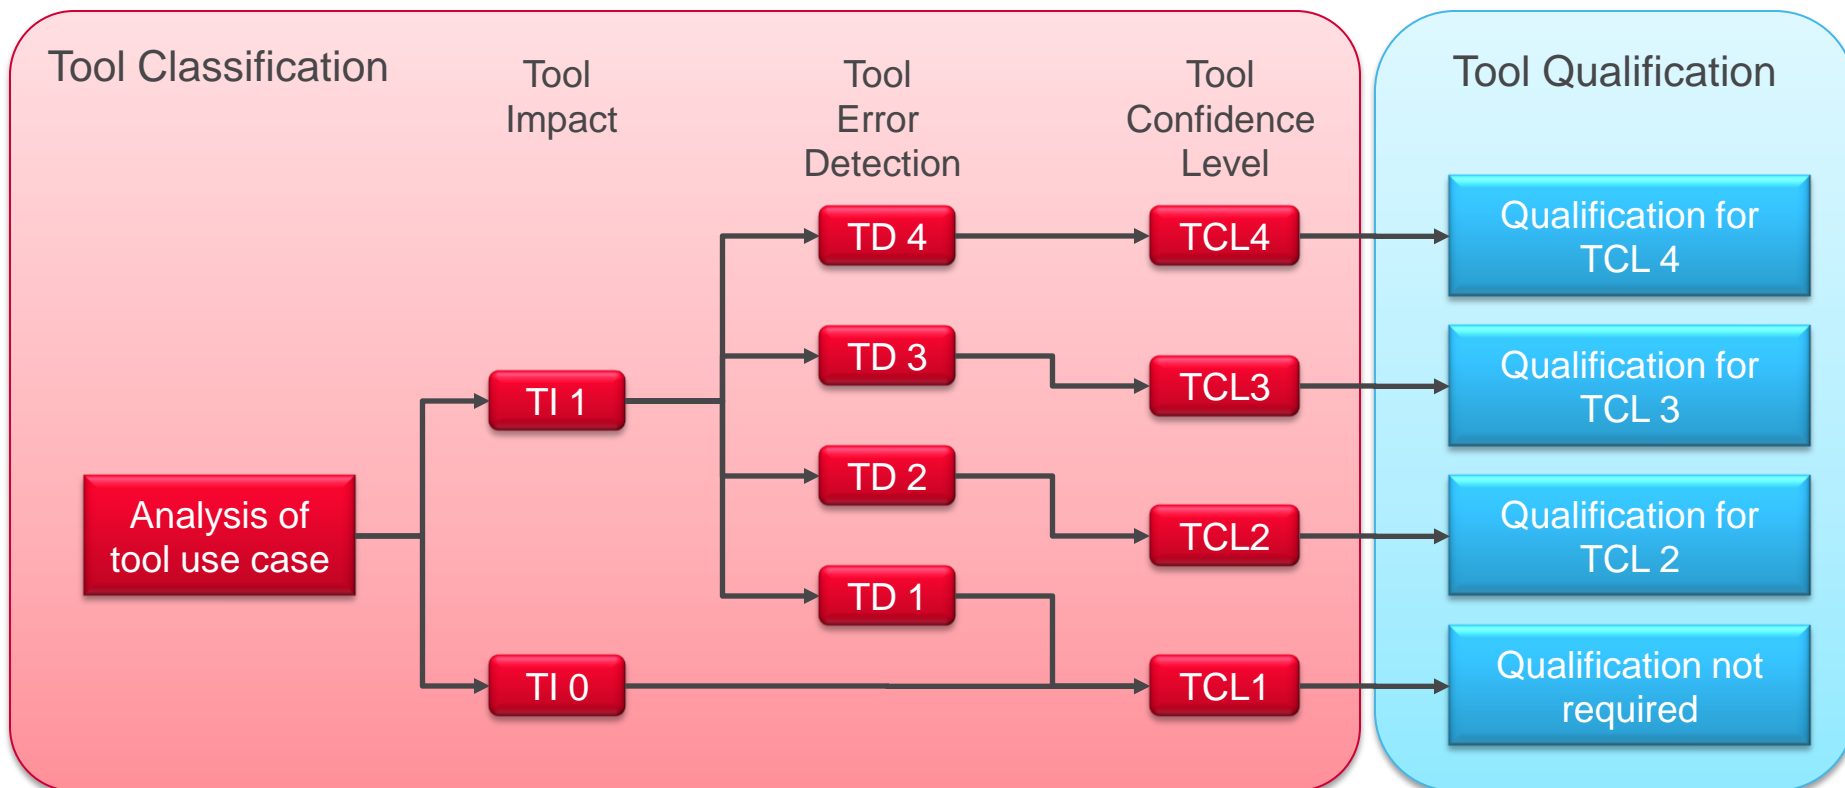 Tool Classification
Tool
Impact
Tool
Error
Detection
Tool
Confidence
Level
Tool Qualification
TD 4
TCL4
Qualification for
TCL 4
TD 3
TCL3
Qualification for
TCL 3
TI 1
TD 2
TCL2
Qualification for
TCL 2
Analysis of
tool use case
TD 1
TI 0
TCL1
Qualification not
required